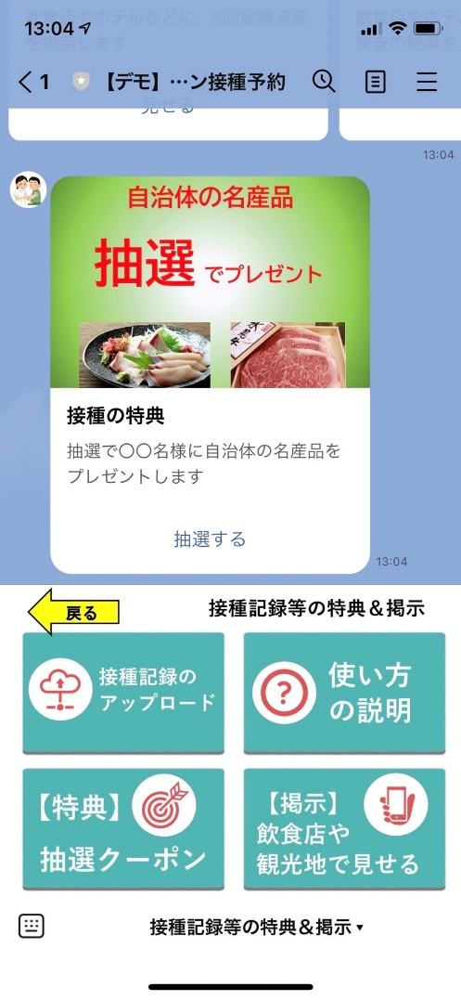 13:04
飲食店やホテルなどに、2回接種済証
を掲示します
飲食店やホテ
検査の結果を
1
【デモ】…ン接種予約
見せる
13:04
自治体の名産品
抽選 でプレゼント
接種の特典
抽選で〇〇名様に自治体の名産品を
プレゼントします
抽選する
13:04
戻る
接種記録等の特典＆掲示
接種記録の
アップロード
使い方
の説明
【特典】
抽選クーポン
【掲示】
飲食店や
観光地で見せる
接種記録等の特典＆掲示▼